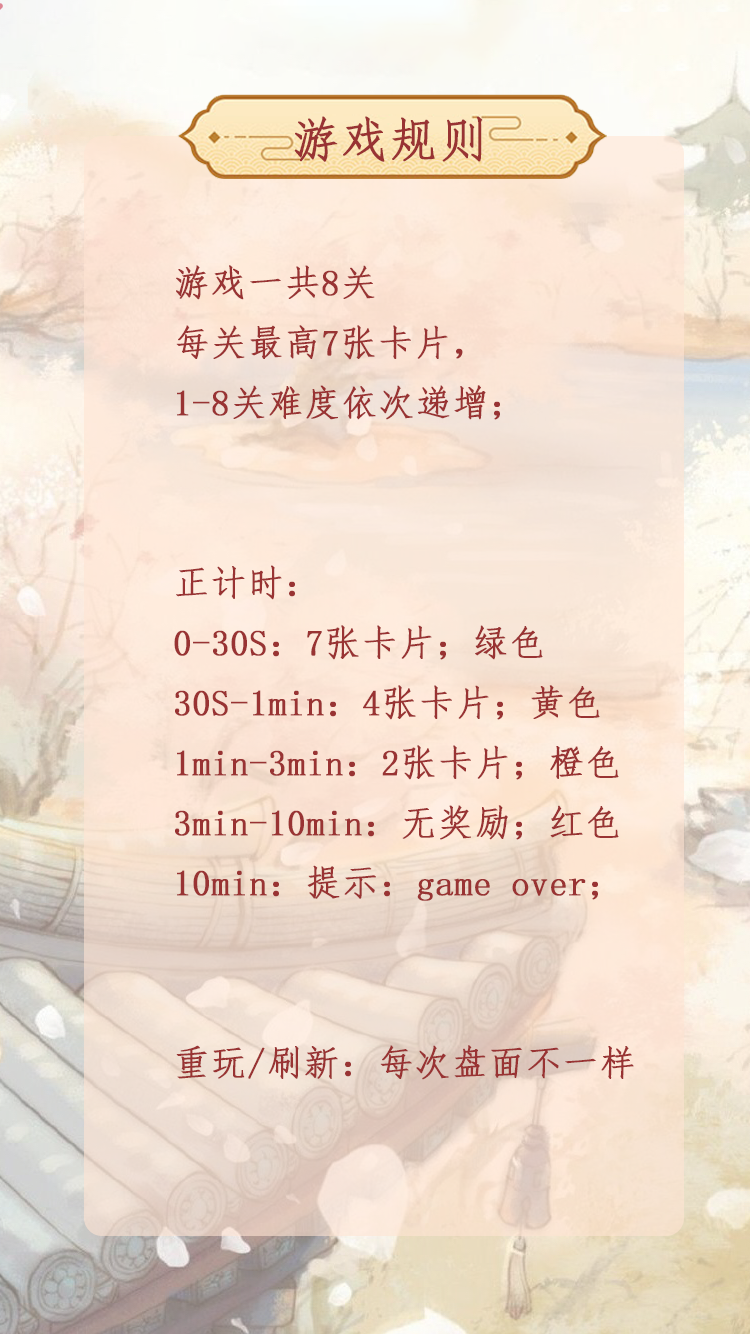 游戏规则
游戏一共8关
每关最高7张卡片，
1-8关难度依次递增；
正计时：
0-30S：7张卡片；绿色
30S-1min：4张卡片；黄色
1min-3min：2张卡片；橙色
3min-10min：无奖励；红色
10min：提示：game over；
重玩/刷新：每次盘面不一样